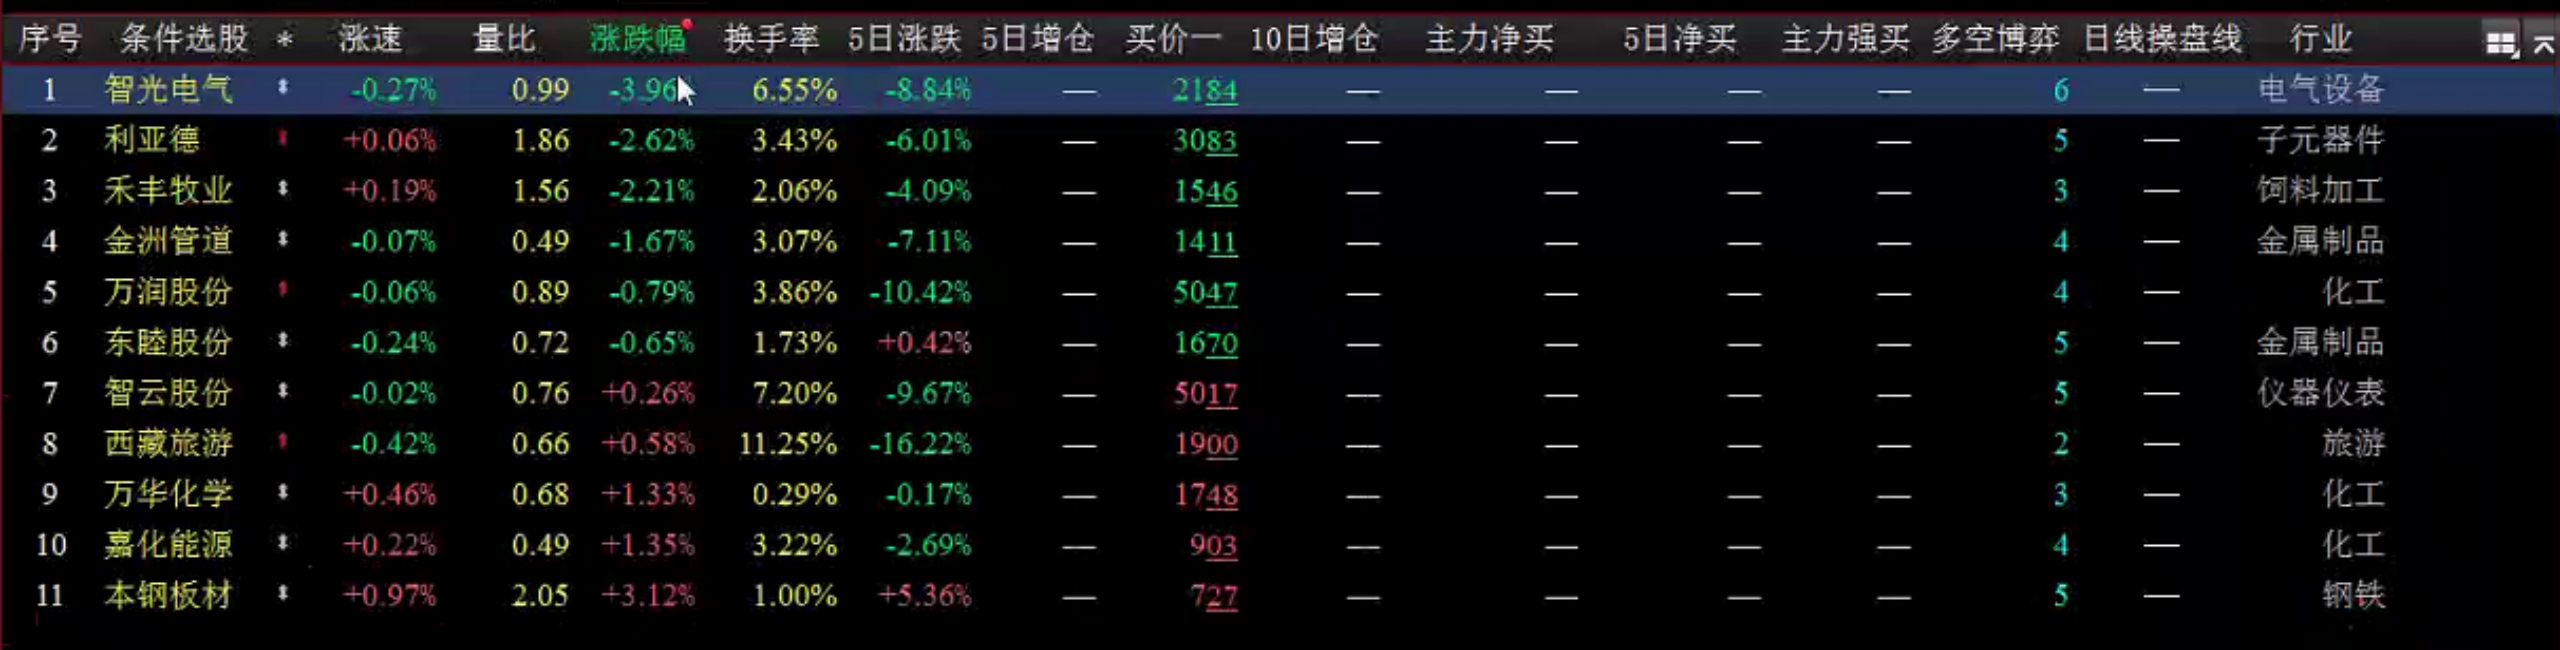 序号 条件选股 * 涨速 量比 涨跌幅 换手率 5日涨跌 5日增仓 买价一 10日增仓 主力净买 5日净买 主力强买 多空博弈 日线操盘线 行业
1 智光电气 -0.27% 0.99 -3.96 6.55% -8.84% — 2184 — — — — 6 — 电气设备
2 利亚德 +0.06% 1.86 -2.62% 3.43% -6.01% — 3083 — — — — 5 — 子元器件
3 禾丰牧业 +0.19% 1.56 -2.21% 2.06% -4.09% — 1546 — — — — 3 — 饲料加工
4 金洲管道 -0.07% 0.49 -1.67% 3.07% -7.11% — 1411 — — — — 4 — 金属制品
5 万润股份 -0.06% 0.89 -0.79% 3.86% -10.42% — 5047 — — — — 4 — 化工
6 东睦股份 -0.24% 0.72 -0.65% 1.73% +0.42% — 1670 — — — — 5 — 金属制品
7 智云股份 -0.02% 0.76 +0.26% 7.20% -9.67% — 5017 — — — — 5 — 仪器仪表
8 西藏旅游 -0.42% 0.66 +0.58% 11.25% -16.22% — 1900 — — — — 2 — 旅游
9 万华化学 +0.46% 0.68 +1.33% 0.29% -0.17% — 1748 — — — — 3 — 化工
10 嘉化能源 +0.22% 0.49 +1.35% 3.22% -2.69% — 903 — — — — 4 — 化工
11 本钢板材 +0.97% 2.05 +3.12% 1.00% +5.36% — 727 — — — — 5 — 钢铁